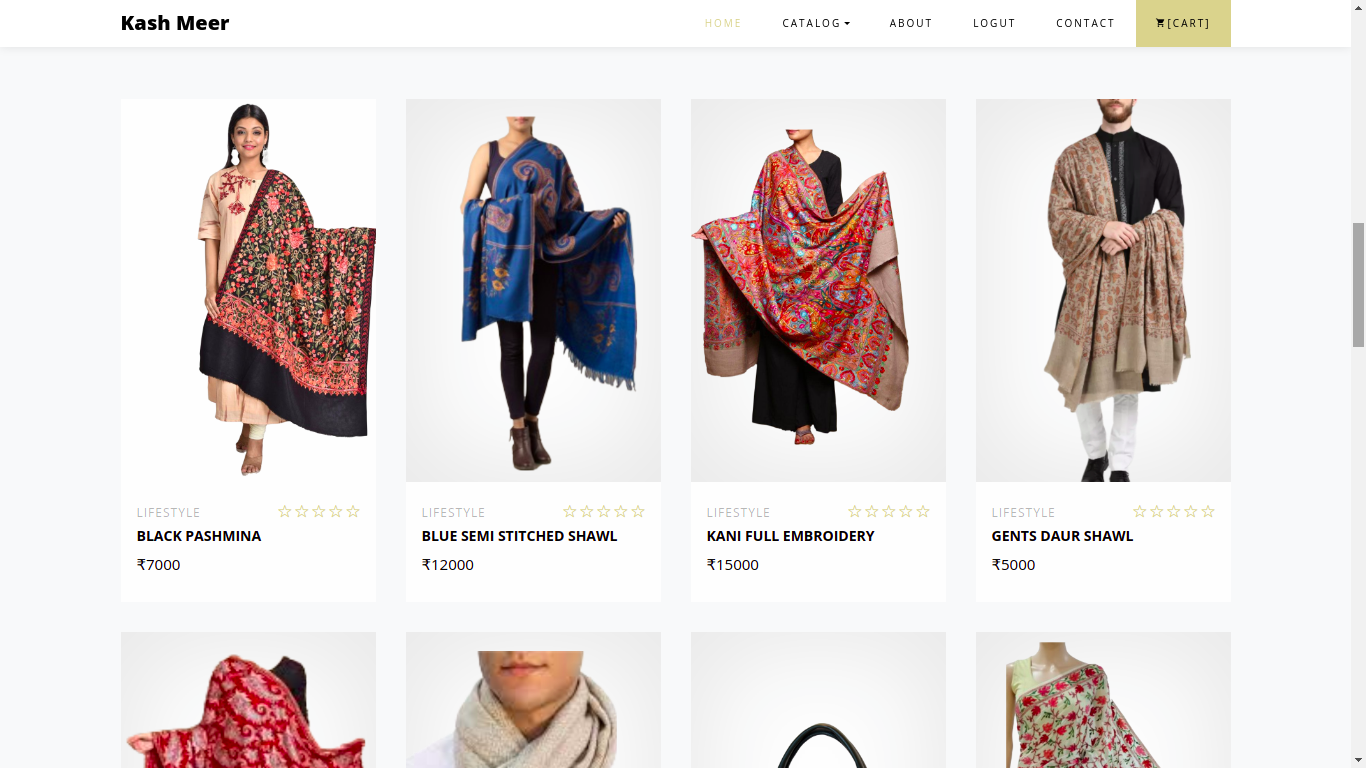 Kash Meer
HOME CATALOG ABOUT LOGUT CONTACT [CART]
LIFESTYLE
BLACK PASHMINA
₹7000
LIFESTYLE
BLUE SEMI STITCHED SHAWL
₹12000
LIFESTYLE
KANI FULL EMBROIDERY
₹15000
LIFESTYLE
GENTS DAUR SHAWL
₹5000